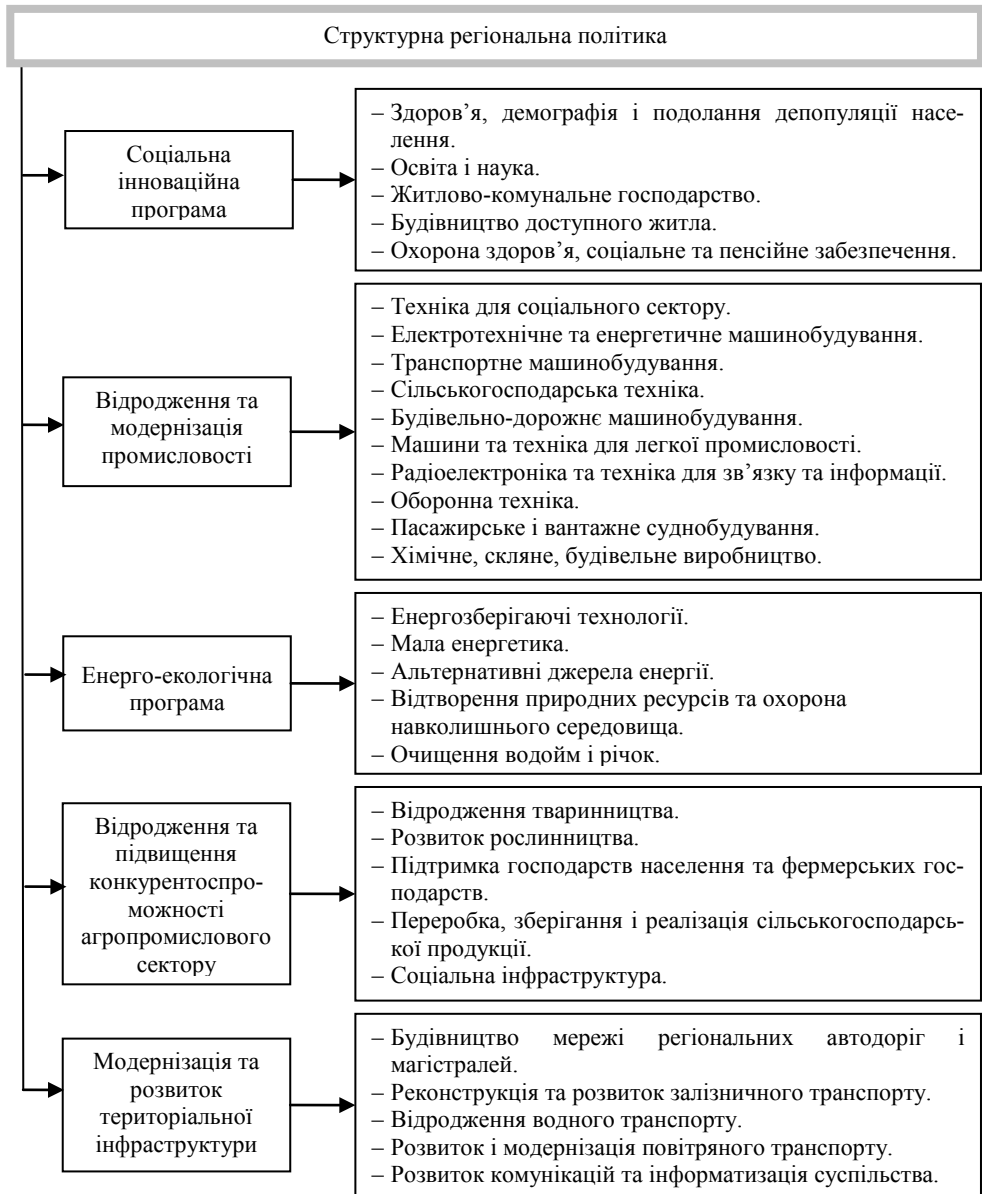 Структурна регіональна політика
Соціальна
інноваційна
програма
– Здоров’я, демографія і подолання депопуляції насе-
лення.
– Освіта і наука.
– Житлово-комунальне господарство.
– Будівництво доступного житла.
– Охорона здоров’я, соціальне та пенсійне забезпечення.
Відродження та
модернізація
промисловості
– Техніка для соціального сектору.
– Електротехнічне та енергетичне машинобудування.
– Транспортне машинобудування.
– Сільськогосподарська техніка.
– Будівельно-дорожнє машинобудування.
– Машини та техніка для легкої промисловості.
– Радіоелектроніка та техніка для зв’язку та інформації.
– Оборонна техніка.
– Пасажирське і вантажне суднобудування.
– Хімічне, скляне, будівельне виробництво.
Енерго-екологічна
програма
– Енергозберігаючі технології.
– Мала енергетика.
– Альтернативні джерела енергії.
– Відтворення природних ресурсів та охорона
навколишнього середовища.
– Очищення водойм і річок.
Відродження та
підвищення
конкурентоспро-
можності
агропромислового
сектору
– Відродження тваринництва.
– Розвиток рослинництва.
– Підтримка господарств населення та фермерських гос-
подарств.
– Переробка, зберігання і реалізація сільськогосподарсь-
кої продукції.
– Соціальна інфраструктура.
Модернізація та
розвиток
територіальної
інфраструктури
– Будівництво мережі регіональних автодоріг і
магістралей.
– Реконструкція та розвиток залізничного транспорту.
– Відродження водного транспорту.
– Розвиток і модернізація повітряного транспорту.
– Розвиток комунікацій та інформатизація суспільства.